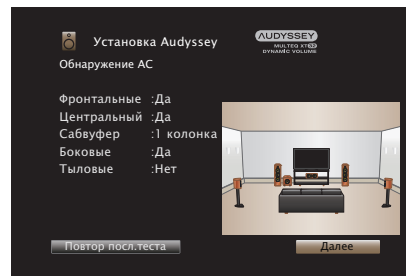 Установка Audyssey
AUDYSSEY
MULTEQ XT32
DYNAMIC VOLUME
Обнаружение АС
Фронтальные :Да
Центральный :Да
Сабвуфер :1 колонка
Боковые :Да
Тыловые :Нет
Повтор посл.теста
Далее